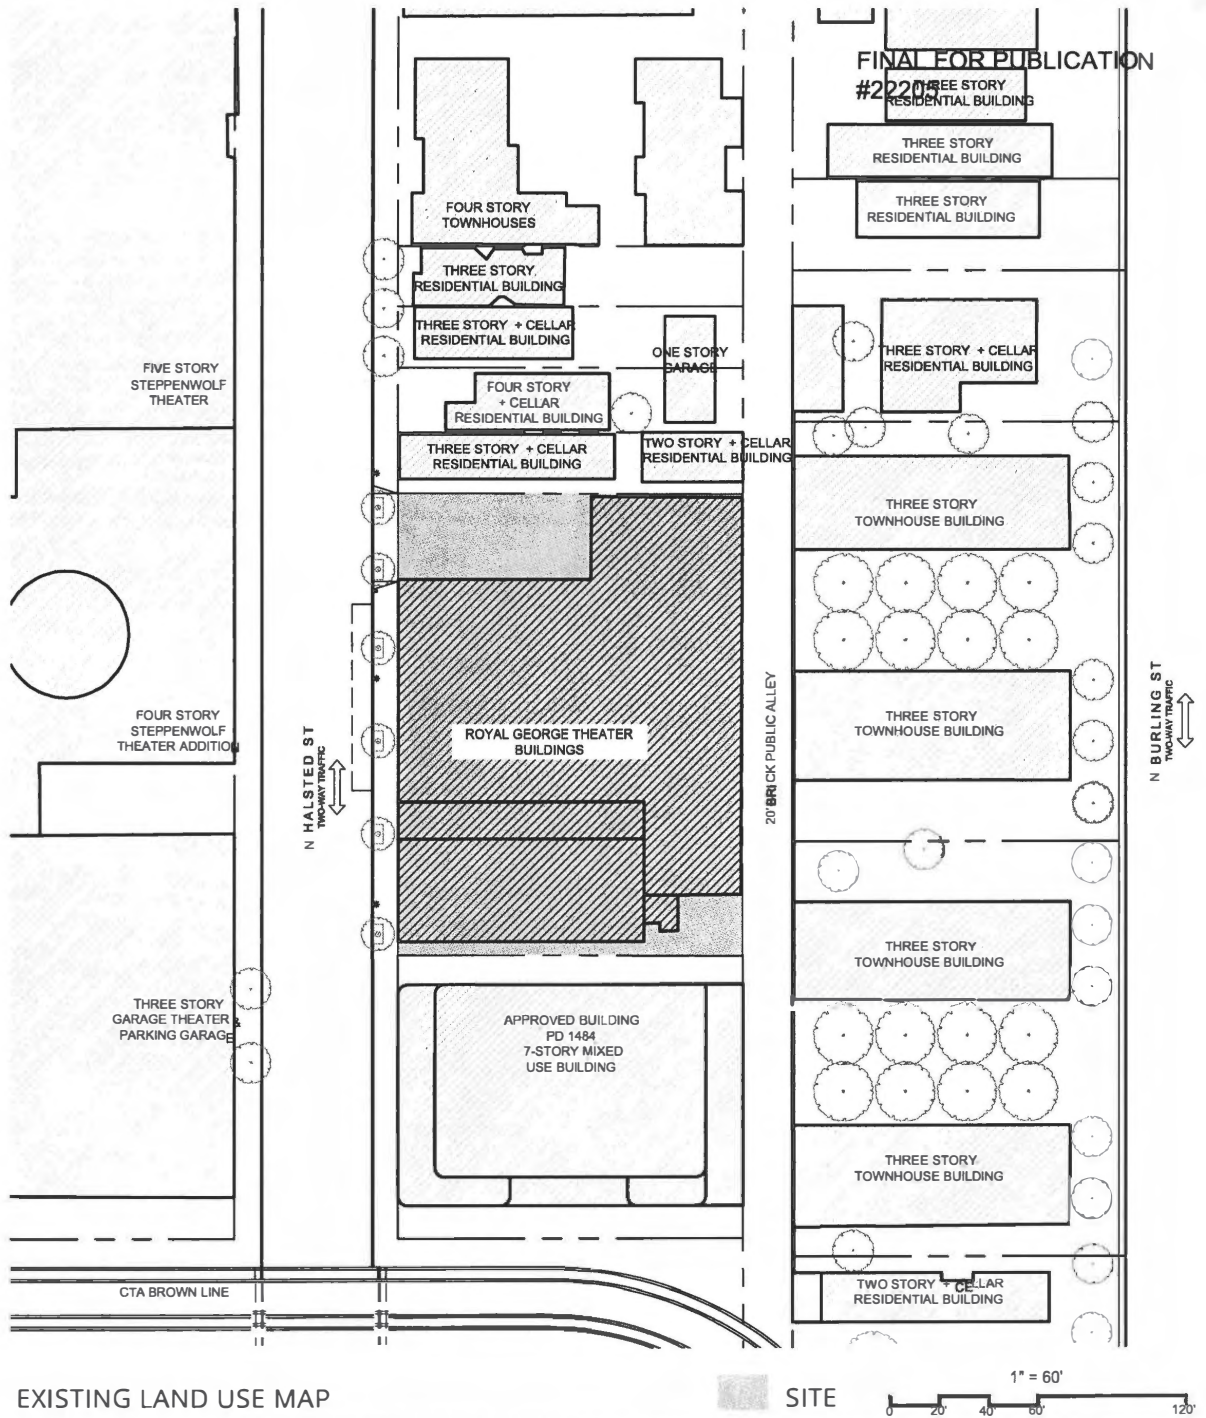 FINAL FOR PUBLICATION
#22205
THREE STORY
RESIDENTIAL BUILDING
THREE STORY
RESIDENTIAL BUILDING
THREE STORY
RESIDENTIAL BUILDING
FOUR STORY
TOWNHOUSES
THREE STORY
RESIDENTIAL BUILDING
THREE STORY + CELLAR
RESIDENTIAL BUILDING
ONE STORY
GARAGE
THREE STORY + CELLAR
RESIDENTIAL BUILDING
FIVE STORY
STEPPENWOLF
THEATER
FOUR STORY
+ CELLAR
RESIDENTIAL BUILDING
THREE STORY + CELLAR
RESIDENTIAL BUILDING
TWO STORY + CELLAR
RESIDENTIAL BUILDING
THREE STORY
TOWNHOUSE BUILDING
FOUR STORY
STEPPENWOLF
THEATER ADDITION
N HALSTED ST
TWO-WAY TRAFFIC
ROYAL GEORGE THEATER
BUILDINGS
20' BRICK PUBLIC ALLEY
THREE STORY
TOWNHOUSE BUILDING
N BURLING ST
TWO-WAY TRAFFIC
THREE STORY
TOWNHOUSE BUILDING
THREE STORY
GARAGE THEATER &
PARKING GARAGE
APPROVED BUILDING
PD 1484
7-STORY MIXED
USE BUILDING
THREE STORY
TOWNHOUSE BUILDING
CTA BROWN LINE
TWO STORY + CELLAR
RESIDENTIAL BUILDING
EXISTING LAND USE MAP
SITE
1" = 60'
0 20' 40' 60' 120'